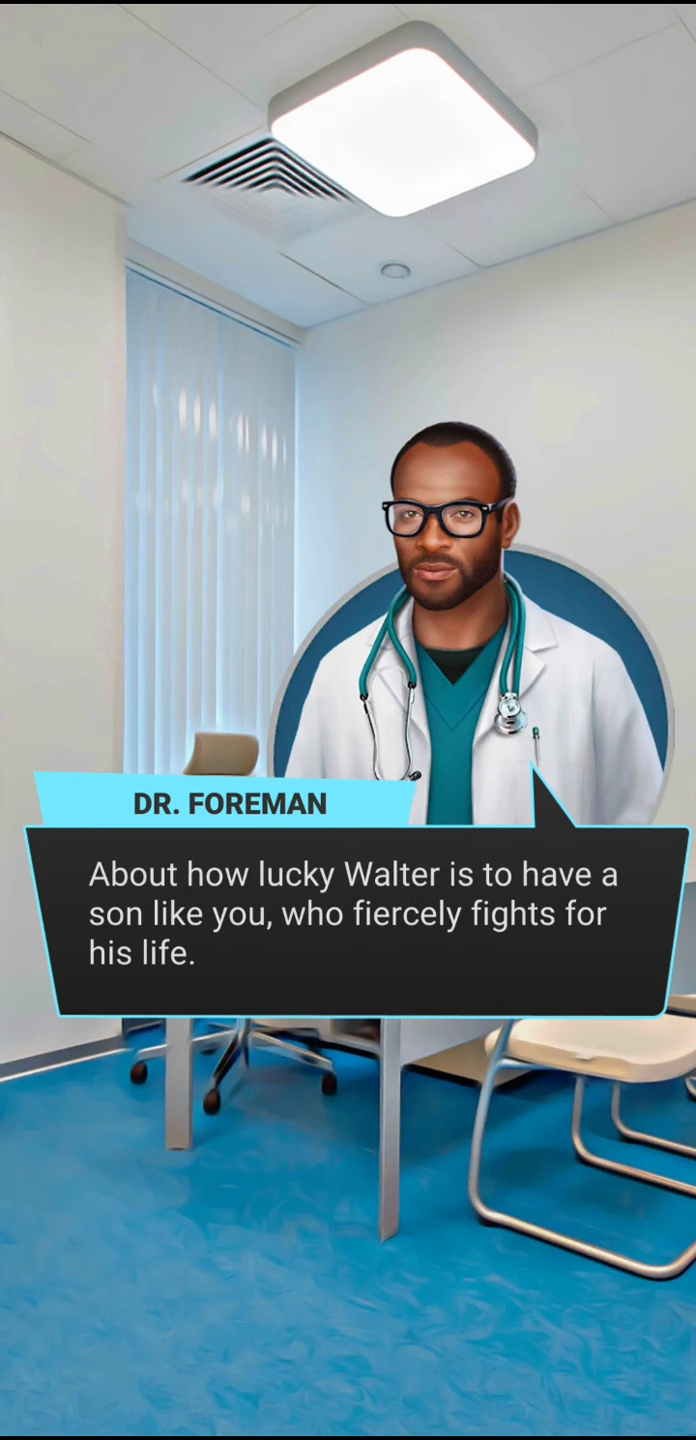 DR. FOREMAN
About how lucky Walter is to have a
son like you, who fiercely fights for
his life.